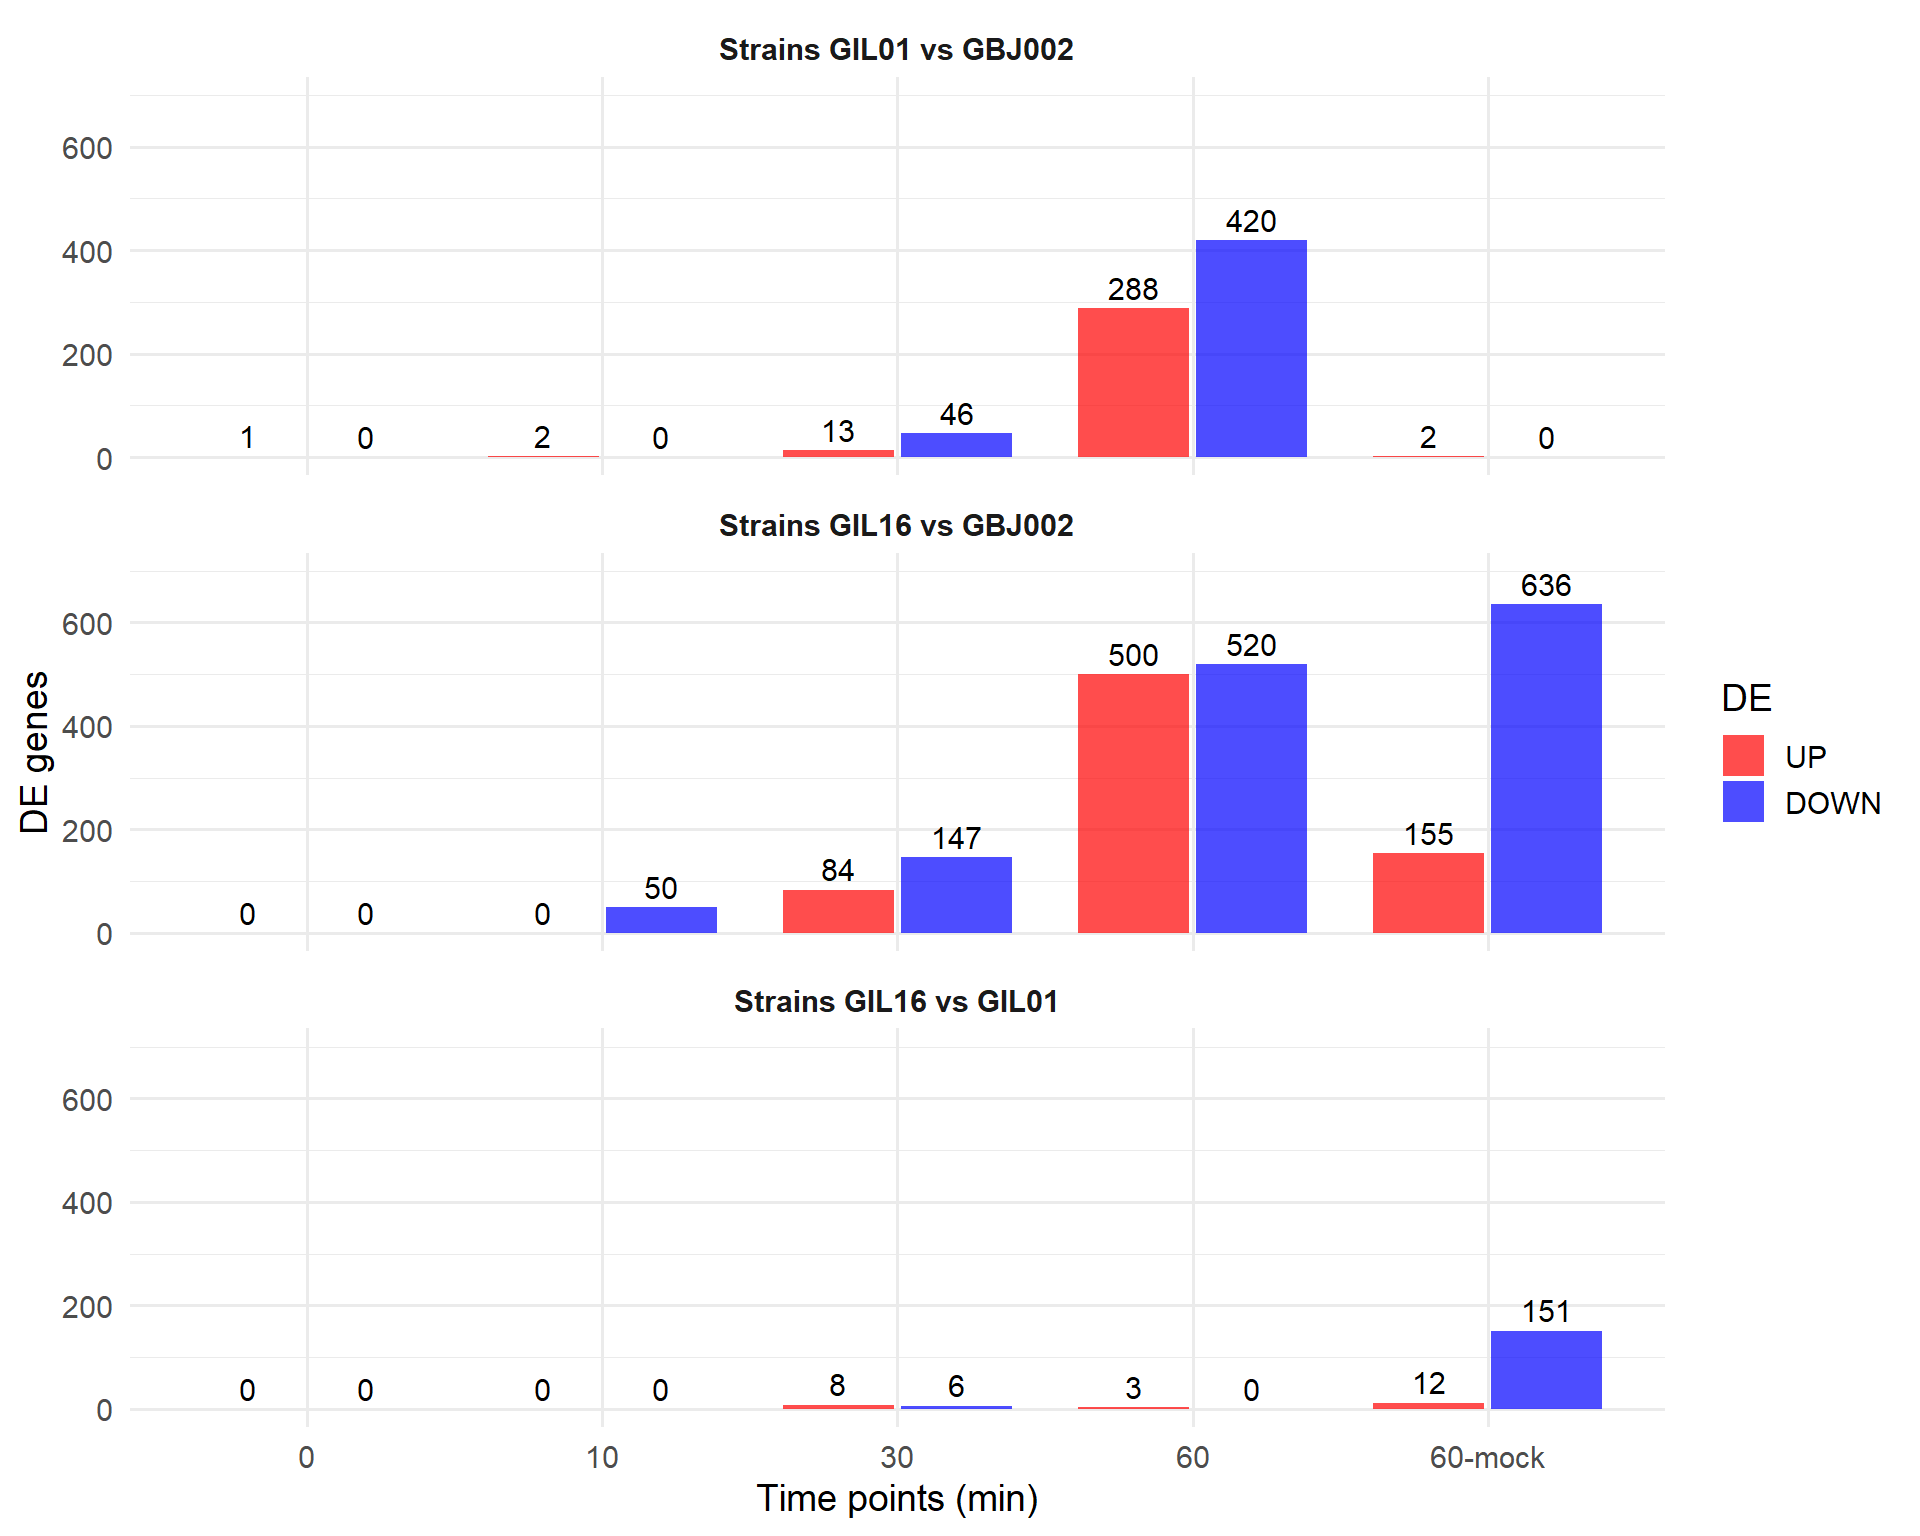 Strains GIL01 vs GBJ002
600
400
200
0
1 0 2 0 13 46 288 420 2 0
Strains GIL16 vs GBJ002
600
400
200
0
0 0 0 50 84 147 500 520 155 636
Strains GIL16 vs GIL01
600
400
200
0
0 0 0 0 8 6 3 0 12 151
0 10 30 60 60-mock
Time points (min)
DE genes
DE
UP
DOWN